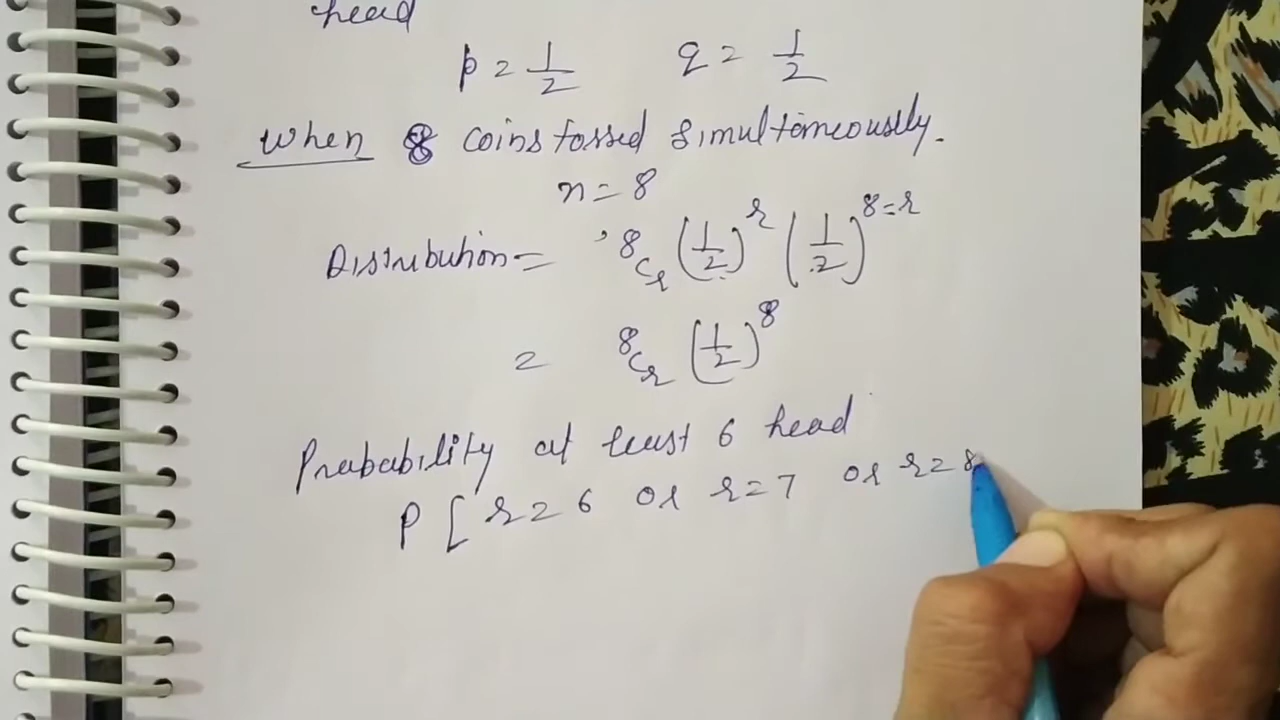 head
p = 1/2 q = 1/2
When 8 coins tossed simultaneously.
n = 8
Distribution = ⁸Cᵣ (1/2)ʳ (1/2)⁸⁻ʳ
= ⁸Cᵣ (1/2)⁸
Probability at least 6 head
P [ r = 6 or r = 7 or r = 8